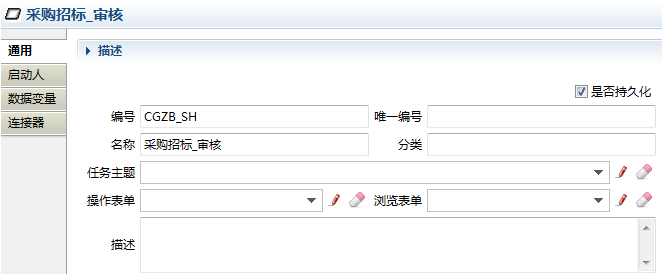 采购招标_审核
通用
启动人
数据变量
连接器
描述
是否持久化
编号 CGZB_SH 唯一编号
名称 采购招标_审核 分类
任务主题
操作表单 浏览表单
描述